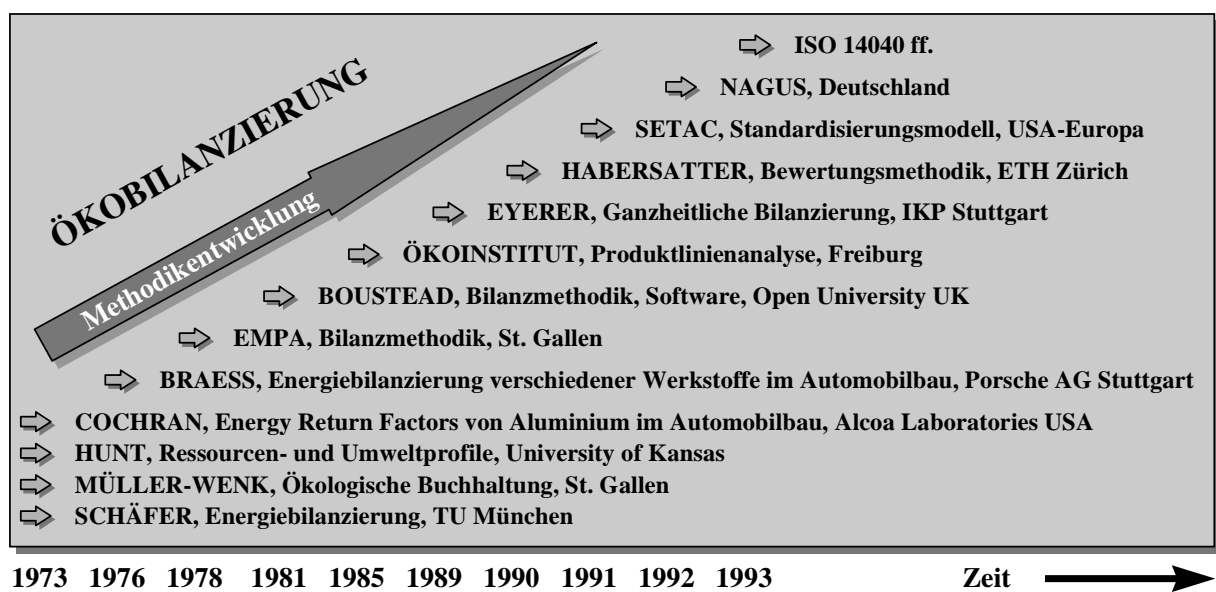 ÖKOBILANZIERUNG
Methodikentwicklung
ISO 14040 ff.
NAGUS, Deutschland
SETAC, Standardisierungsmodell, USA-Europa
HABERSATTER, Bewertungsmethodik, ETH Zürich
EYERER, Ganzheitliche Bilanzierung, IKP Stuttgart
ÖKOINSTITUT, Produktlinienanalyse, Freiburg
BOUSTEAD, Bilanzmethodik, Software, Open University UK
EMPA, Bilanzmethodik, St. Gallen
BRAESS, Energiebilanzierung verschiedener Werkstoffe im Automobilbau, Porsche AG Stuttgart
COCHRAN, Energy Return Factors von Aluminium im Automobilbau, Alcoa Laboratories USA
HUNT, Ressourcen- und Umweltprofile, University of Kansas
MÜLLER-WENK, Ökologische Buchhaltung, St. Gallen
SCHÄFER, Energiebilanzierung, TU München
1973 1976 1978 1981 1985 1989 1990 1991 1992 1993 Zeit